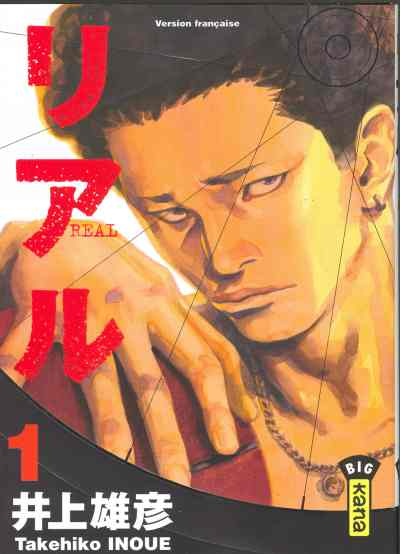 Version française
リアル
REAL
1
井上雄彦
Takehiko INOUE
BIG
Kana